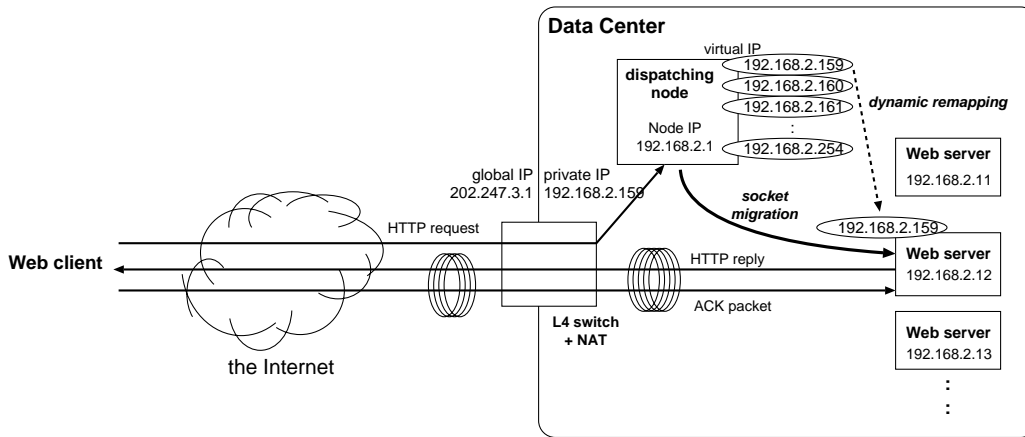 Data Center
virtual IP
192.168.2.159
192.168.2.160
192.168.2.161
:
192.168.2.254
dispatching
node
Node IP
192.168.2.1
dynamic remapping
Web server
192.168.2.11
global IP
202.247.3.1
private IP
192.168.2.159
socket
migration
192.168.2.159
HTTP request
Web client
HTTP reply
Web server
192.168.2.12
ACK packet
L4 switch
+ NAT
the Internet
Web server
192.168.2.13
:
: